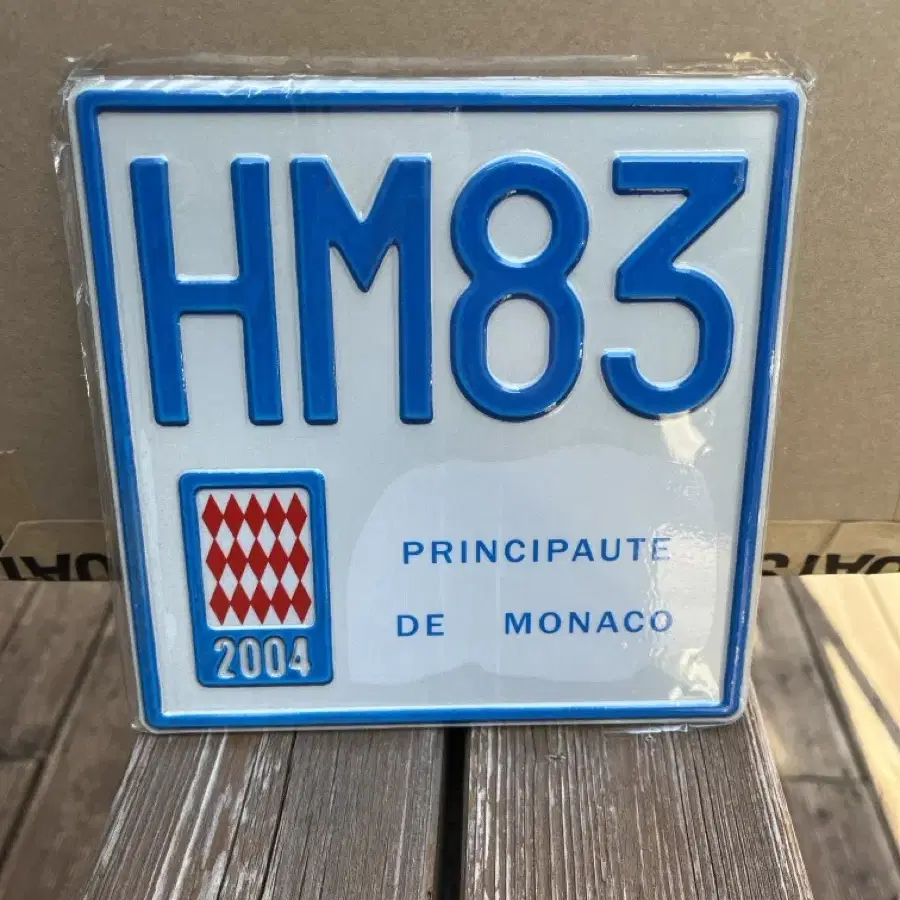 HM83
PRINCIPAUTE
DE MONACO
2004